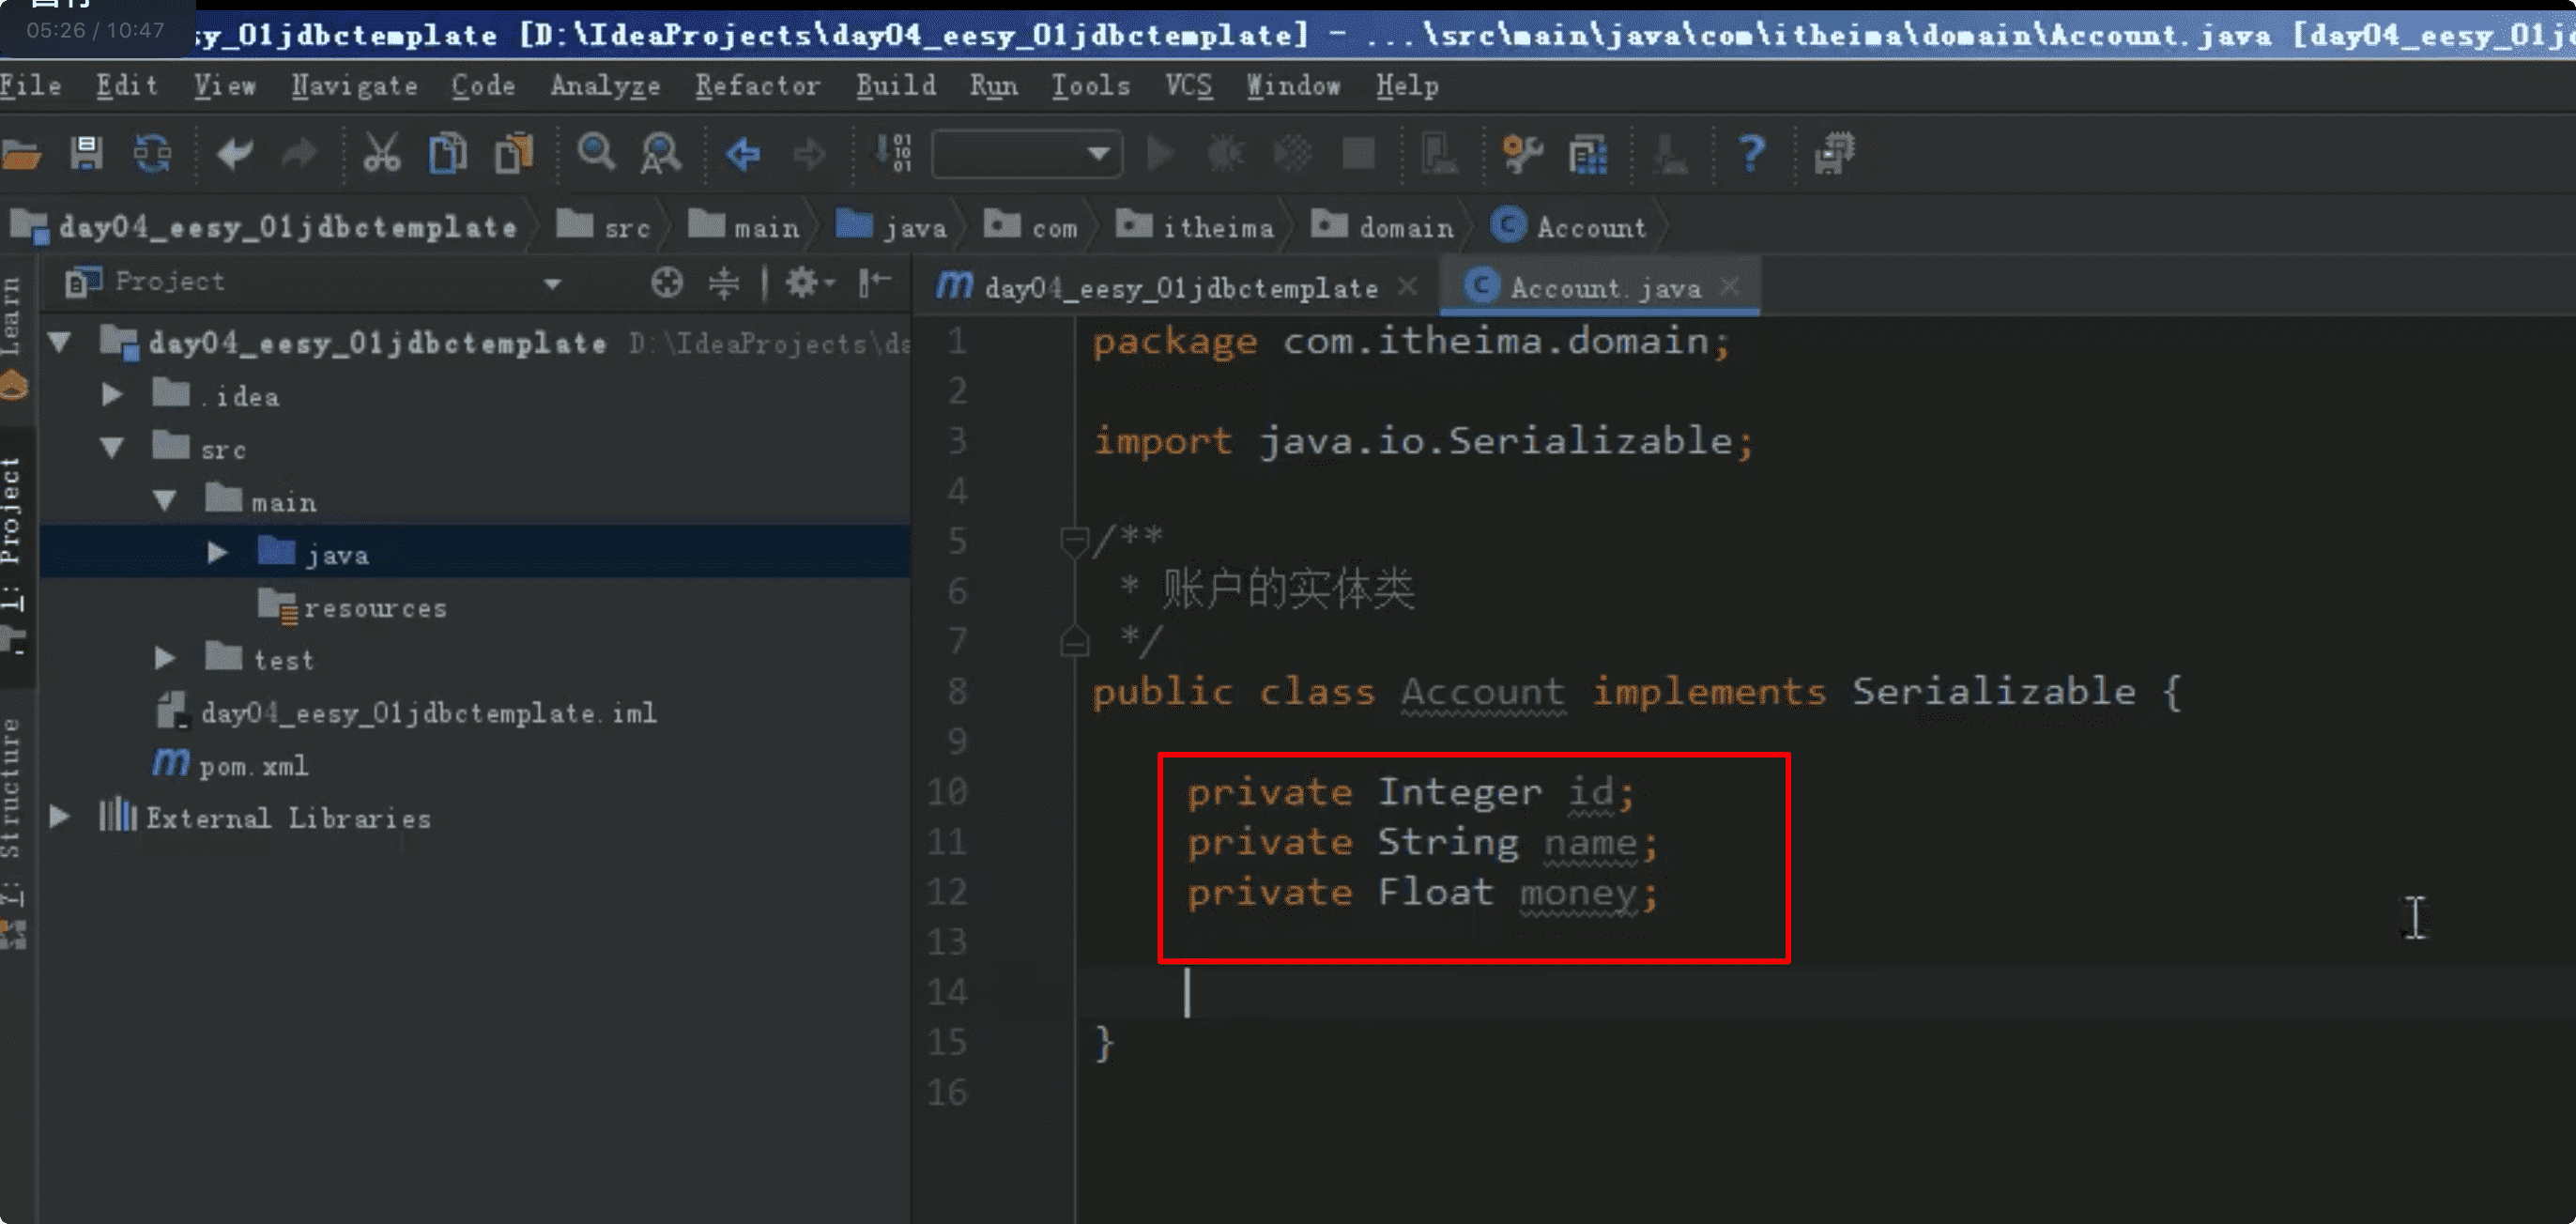 05:26 / 10:47
sy_01jdbctemplate [D:\IdeaProjects\day04_eesy_01jdbctemplate] - ...\src\main\java\com\itheima\domain\Account.java [day04_eesy_01jd
File Edit View Navigate Code Analyze Refactor Build Run Tools VCS Window Help
day04_eesy_01jdbctemplate src main java com itheima domain Account
Project
day04_eesy_01jdbctemplate × Account.java ×
Learn
1: Project
7: Structure
day04_eesy_01jdbctemplate D:\IdeaProjects\da
.idea
src
main
java
resources
test
day04_eesy_01jdbctemplate.iml
pom.xml
External Libraries
1 package com.itheima.domain;
2
3 import java.io.Serializable;
4
5 /**
6 * 账户的实体类
7 */
8 public class Account implements Serializable {
9
10 private Integer id;
11 private String name;
12 private Float money;
13
14
15 }
16